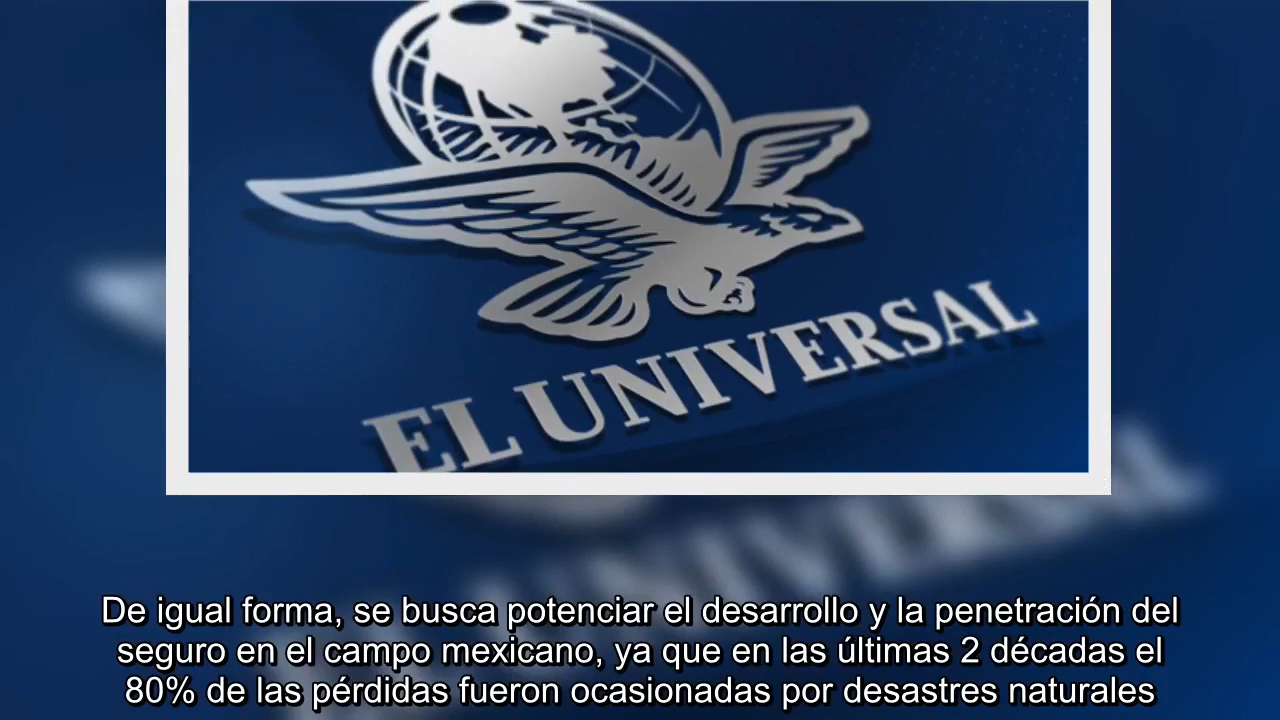 EL UNIVERSAL
De igual forma, se busca potenciar el desarrollo y la penetración del
seguro en el campo mexicano, ya que en las últimas 2 décadas el
80% de las pérdidas fueron ocasionadas por desastres naturales